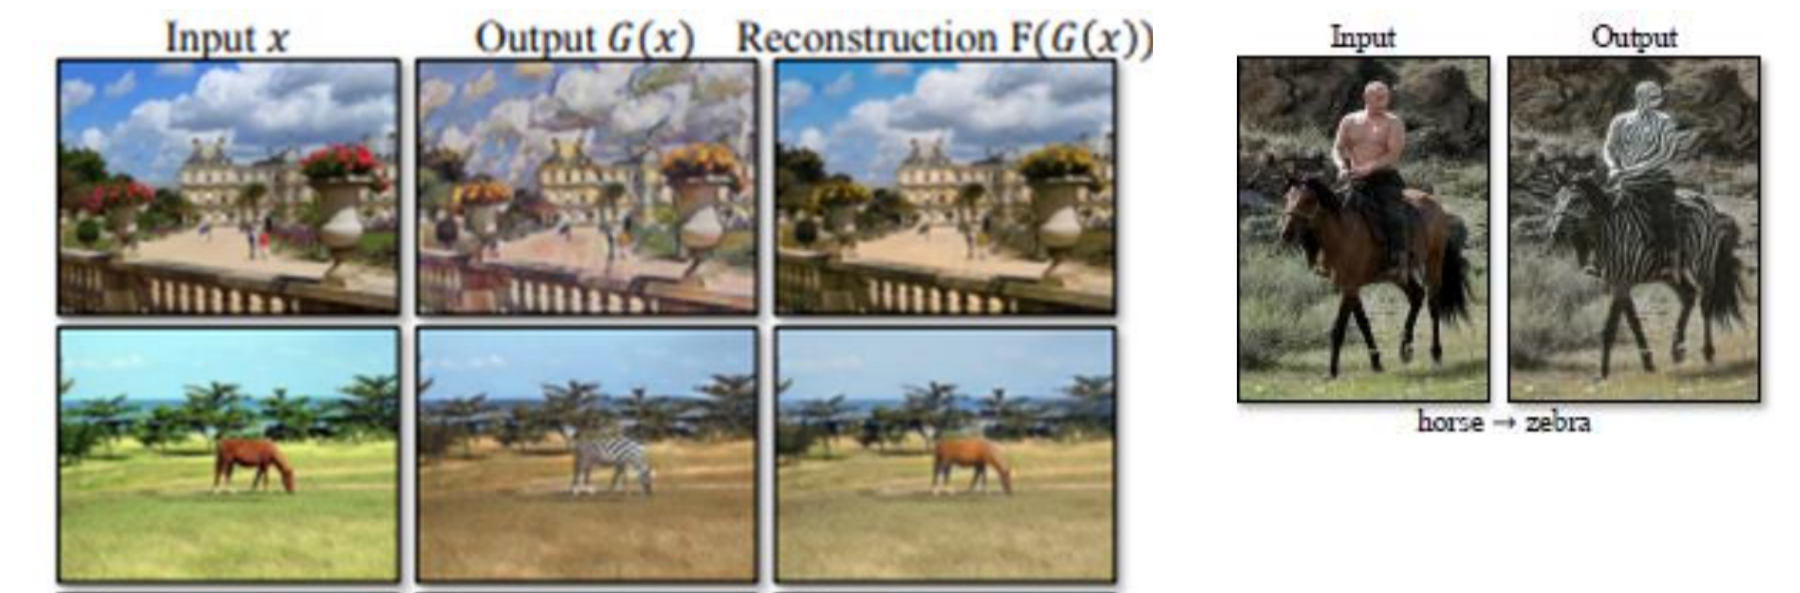 Input x
Output G(x)
Reconstruction F(G(x))
Input
Output
horse → zebra